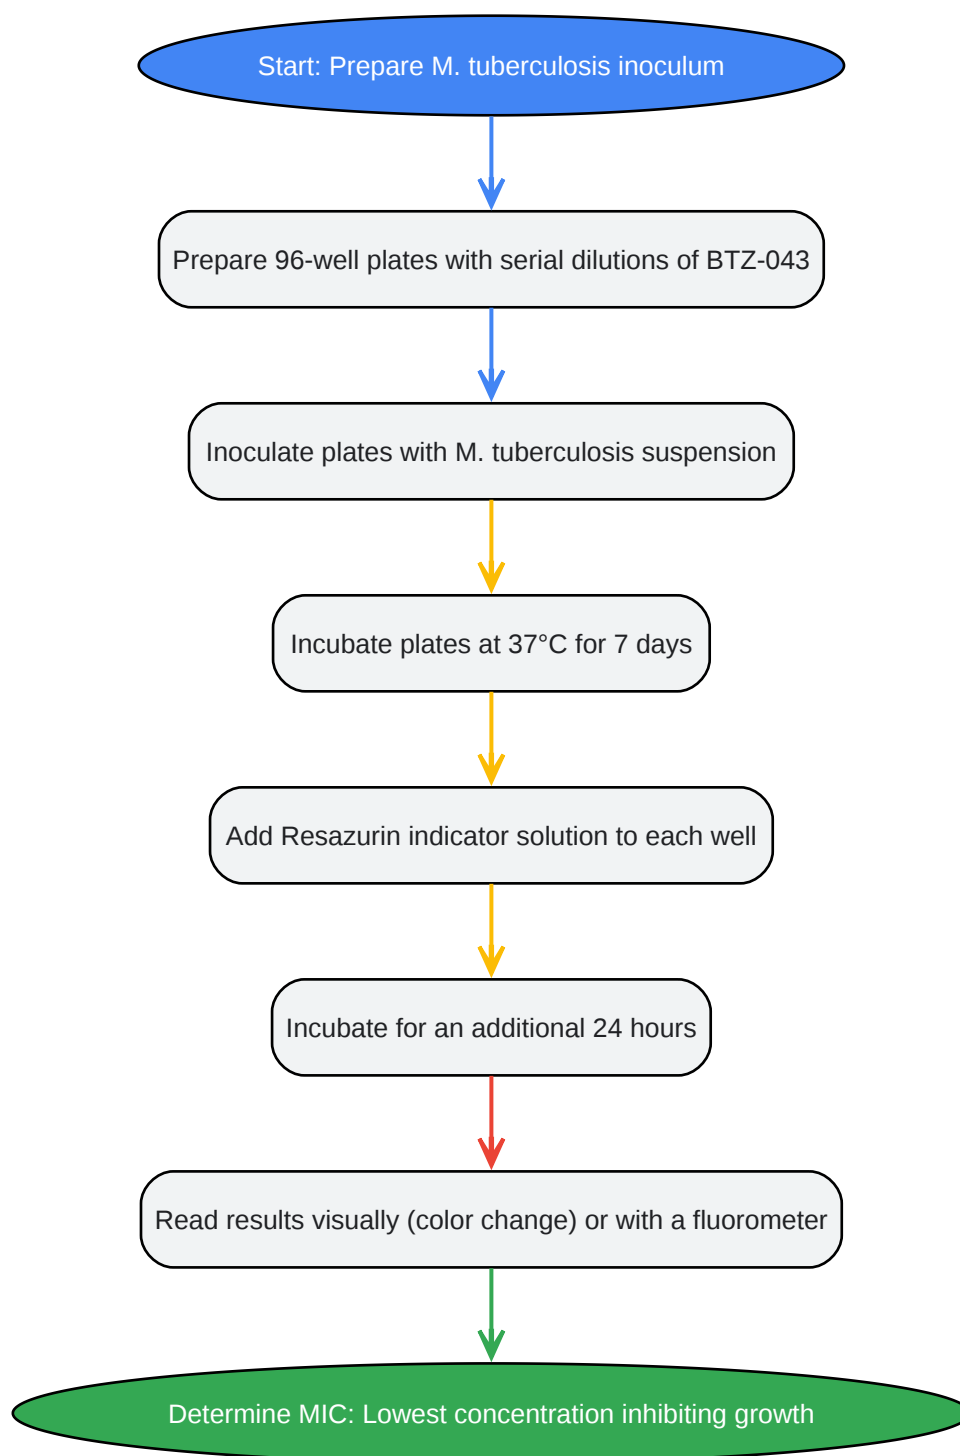 Start: Prepare M. tuberculosis inoculum
Prepare 96-well plates with serial dilutions of BTZ-043
Inoculate plates with M. tuberculosis suspension
Incubate plates at 37°C for 7 days
Add Resazurin indicator solution to each well
Incubate for an additional 24 hours
Read results visually (color change) or with a fluorometer
Determine MIC: Lowest concentration inhibiting growth